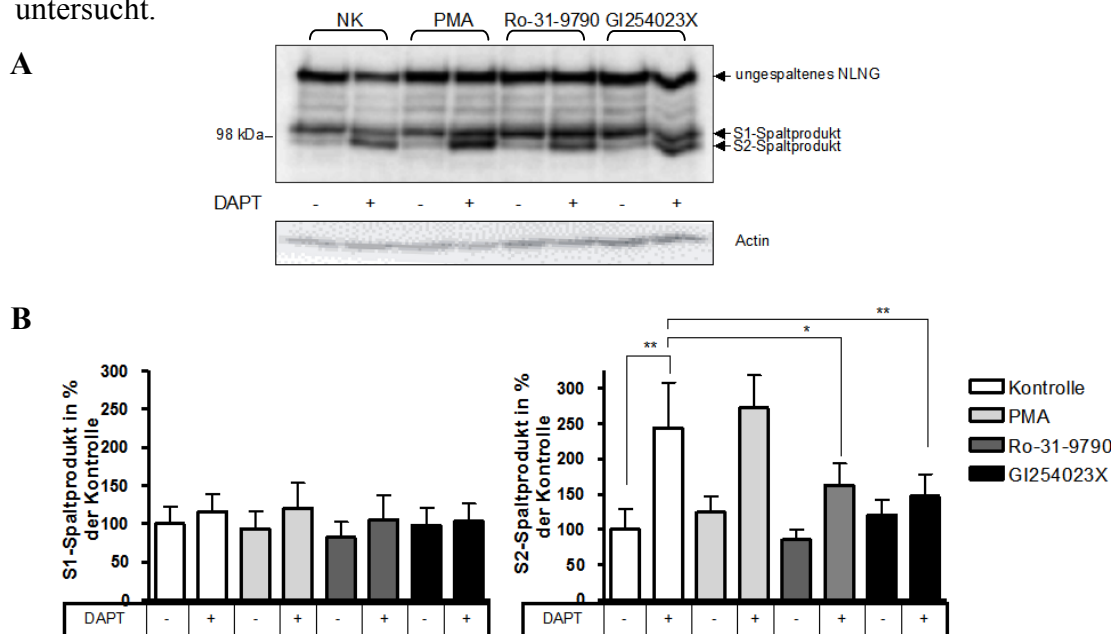 untersucht.
A
NK PMA Ro-31-9790 GI254023X
ungespaltenes NLNG
98 kDa
S1-Spaltprodukt
S2-Spaltprodukt
DAPT - + - + - + - +
Actin
B
S1-Spaltprodukt in %
der Kontrolle
300
250
200
150
100
50
0
DAPT - + - + - + - +
S2-Spaltprodukt in %
der Kontrolle
300
250
200
150
100
50
0
** * **
DAPT - + - + - + - +
Kontrolle
PMA
Ro-31-9790
GI254023X